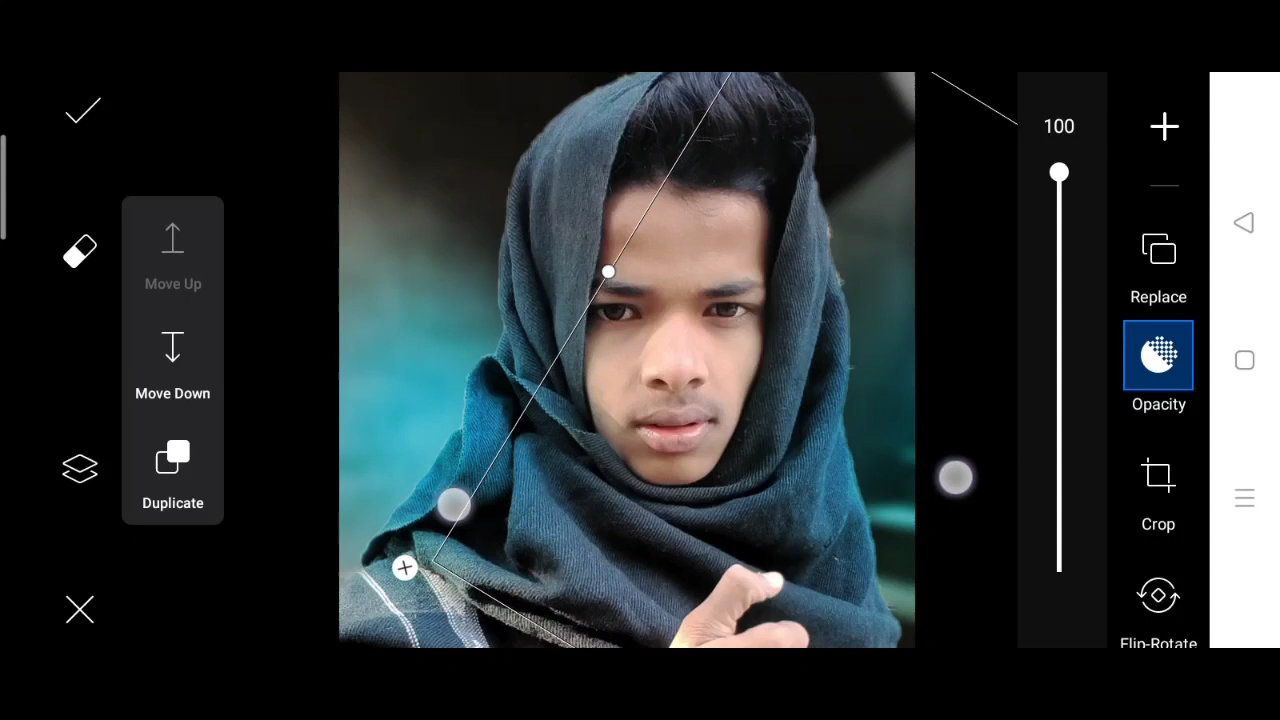 Move Up
Move Down
Duplicate
100
Replace
Opacity
Crop
Flip-Rotate